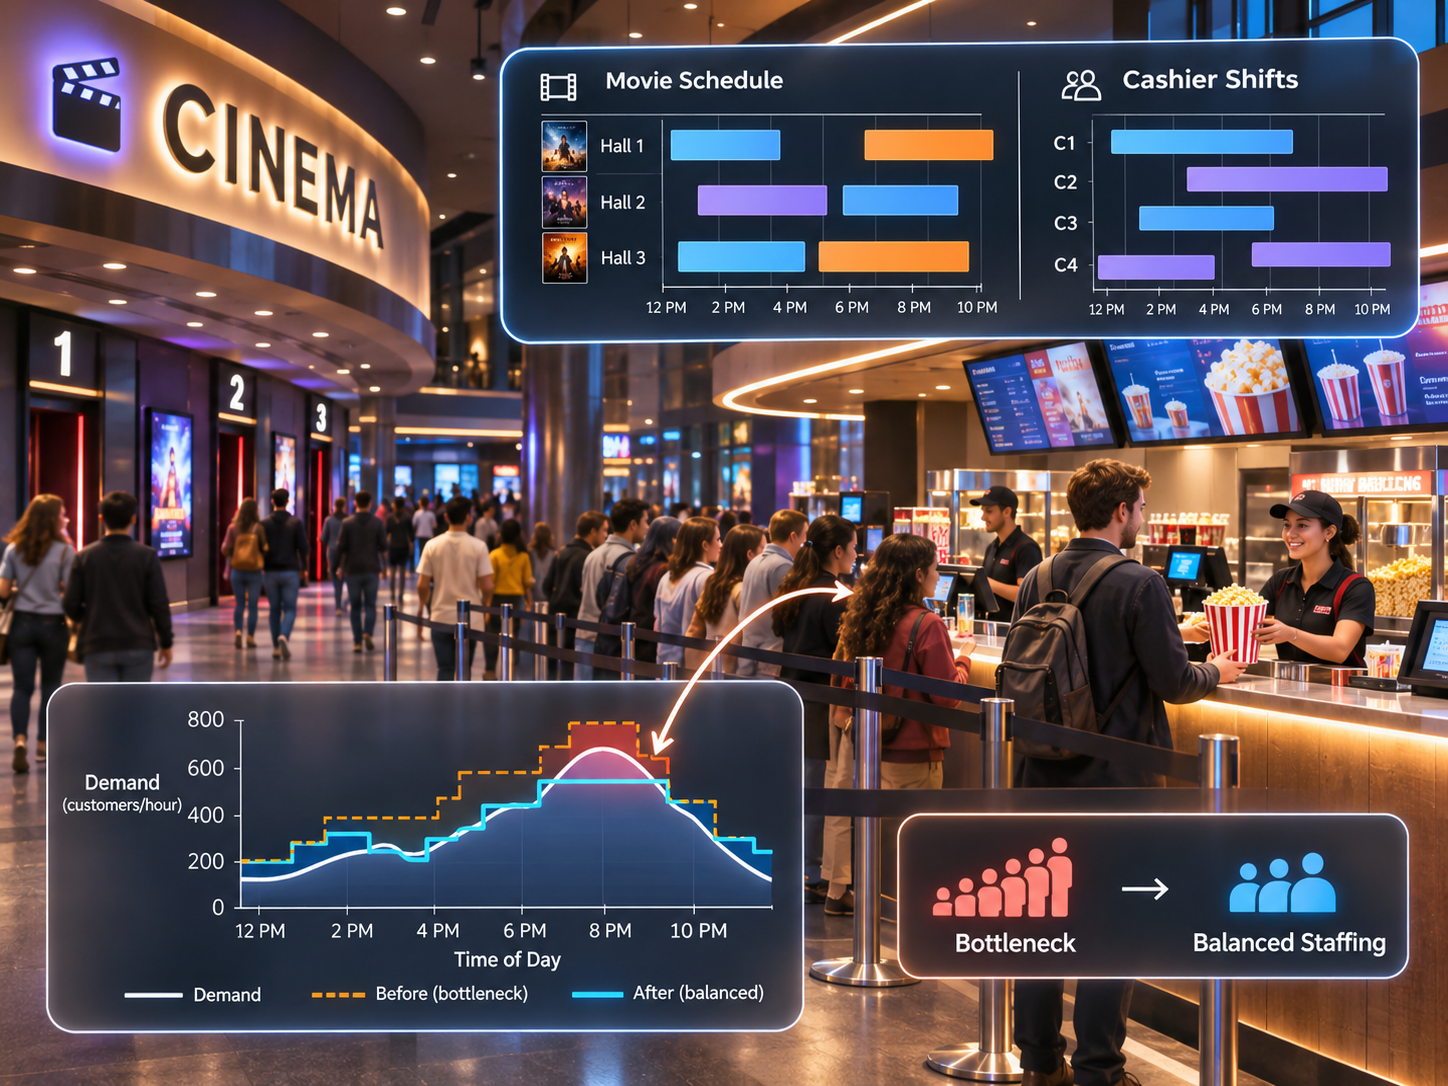 CINEMA
1
2
3
Movie Schedule
Hall 1
Hall 2
Hall 3
12 PM 2 PM 4 PM 6 PM 8 PM 10 PM
Cashier Shifts
C1
C2
C3
C4
12 PM 2 PM 4 PM 6 PM 8 PM 10 PM
Demand
(customers/hour)
800
600
400
200
0
12 PM 2 PM 4 PM 6 PM 8 PM 10 PM
Time of Day
Demand Before (bottleneck) After (balanced)
Bottleneck
Balanced Staffing